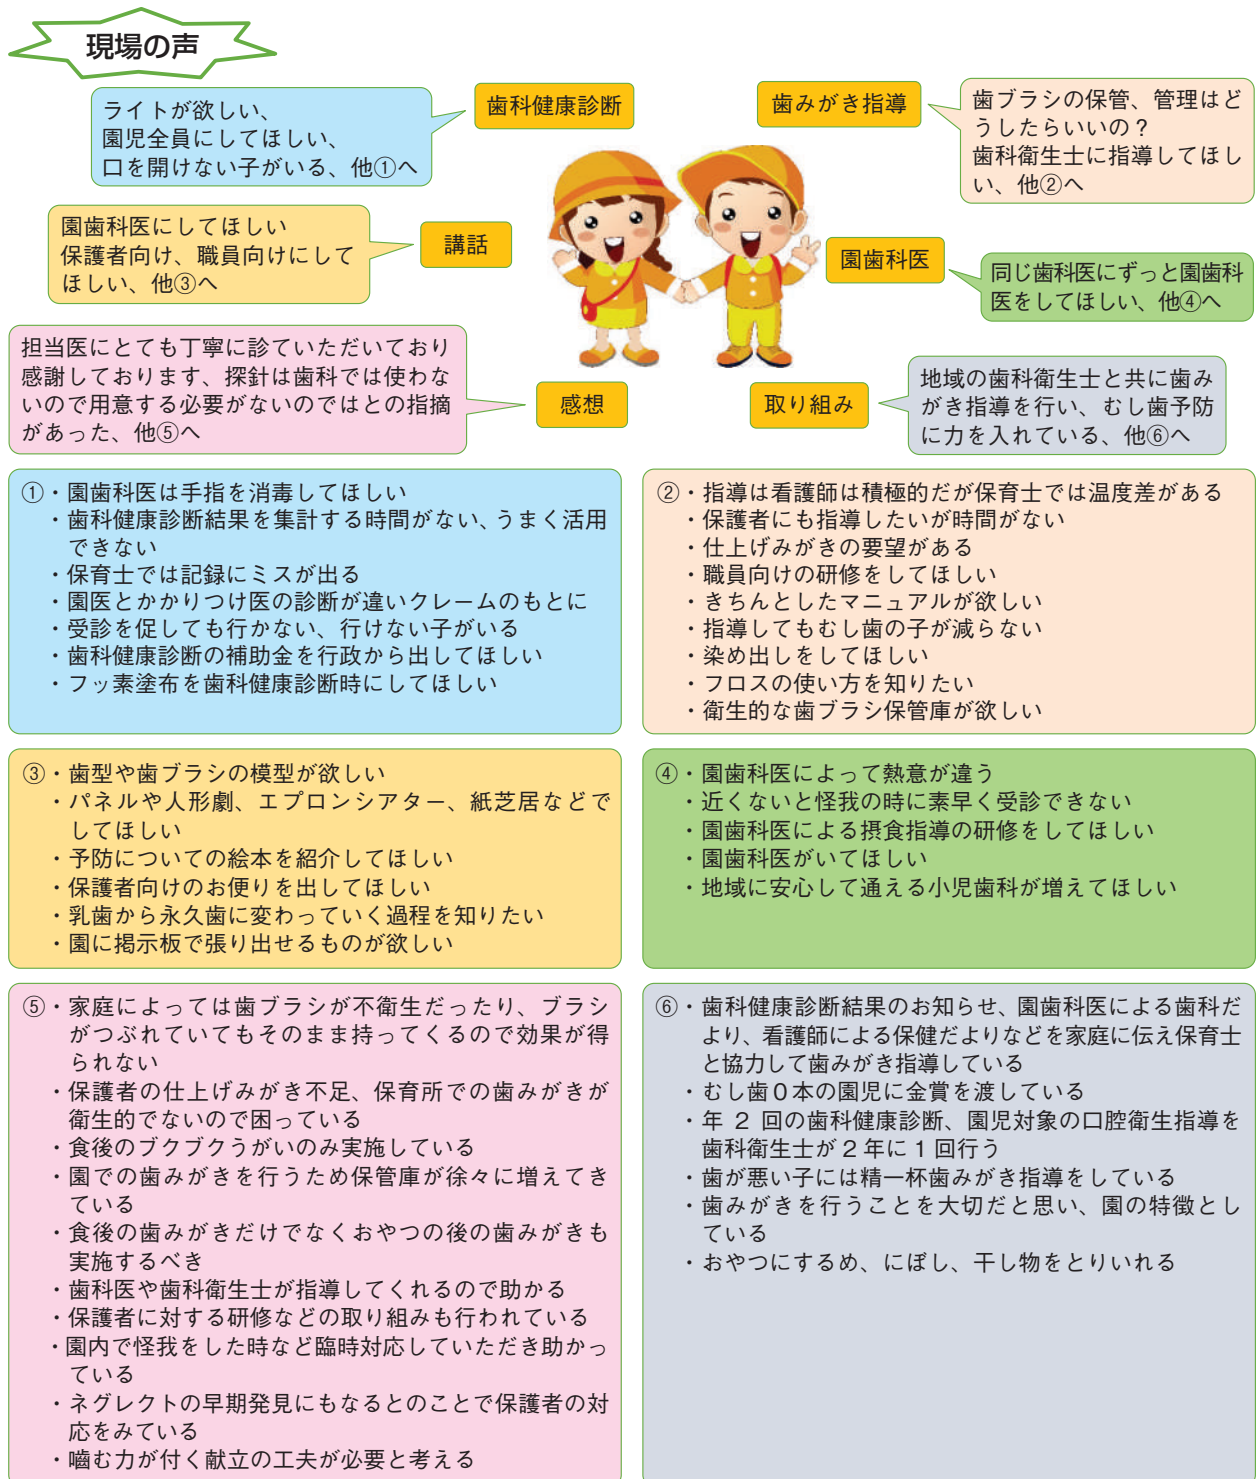 現場の声
ライトが欲しい、
園児全員にしてほしい、
口を開けない子がいる、他①へ
歯科健康診断
歯みがき指導
歯ブラシの保管、管理はど
うしたらいいの？
歯科衛生士に指導してほし
い、他②へ
園歯科医にしてほしい
保護者向け、職員向けにして
ほしい、他③へ
講話
園歯科医
同じ歯科医にずっと園歯科
医をしてほしい、他④へ
担当医にとても丁寧に診ていただいており
感謝しております、探針は歯科では使わな
いので用意する必要がないのではとの指摘
があった、他⑤へ
感想
取り組み
地域の歯科衛生士と共に歯み
がき指導を行い、むし歯予防
に力を入れている、他⑥へ
①・園歯科医は手指を消毒してほしい
・歯科健康診断結果を集計する時間がない、うまく活用
できない
・保育士では記録にミスが出る
・園医とかかりつけ医の診断が違いクレームのもとに
・受診を促しても行かない、行けない子がいる
・歯科健康診断の補助金を行政から出してほしい
・フッ素塗布を歯科健康診断時にしてほしい
②・指導は看護師は積極的だが保育士では温度差がある
・保護者にも指導したいが時間がない
・仕上げみがきの要望がある
・職員向けの研修をしてほしい
・きちんとしたマニュアルが欲しい
・指導してもむし歯の子が減らない
・染め出しをしてほしい
・フロスの使い方を知りたい
・衛生的な歯ブラシ保管庫が欲しい
③・歯型や歯ブラシの模型が欲しい
・パネルや人形劇、エプロンシアター、紙芝居などで
してほしい
・予防についての絵本を紹介してほしい
・保護者向けのお便りを出してほしい
・乳歯から永久歯に変わっていく過程を知りたい
・園に掲示板で張り出せるものが欲しい
④・園歯科医によって熱意が違う
・近くないと怪我の時に素早く受診できない
・園歯科医による摂食指導の研修をしてほしい
・園歯科医がいてほしい
・地域に安心して通える小児歯科が増えてほしい
⑤・家庭によっては歯ブラシが不衛生だったり、ブラシ
がつぶれていてもそのまま持ってくるので効果が得
られない
・保護者の仕上げみがき不足、保育所での歯みがきが
衛生的でないので困っている
・食後のブクブクうがいのみ実施している
・園での歯みがきを行うため保管庫が徐々に増えてき
ている
・食後の歯みがきだけでなくおやつの後の歯みがきも
実施するべき
・歯科医や歯科衛生士が指導してくれるので助かる
・保護者に対する研修などの取り組みも行われている
・園内で怪我をした時など臨時対応していただき助かっ
ている
・ネグレクトの早期発見にもなるとのことで保護者の対
応をみている
・噛む力が付く献立の工夫が必要と考える
⑥・歯科健康診断結果のお知らせ、園歯科医による歯科だ
より、看護師による保健だよりなどを家庭に伝え保育士
と協力して歯みがき指導している
・むし歯０本の園児に金賞を渡している
・年 2 回の歯科健康診断、園児対象の口腔衛生指導を
歯科衛生士が 2 年に 1 回行う
・歯が悪い子には精一杯歯みがき指導をしている
・歯みがきを行うことを大切だと思い、園の特徴とし
ている
・おやつにするめ、にぼし、干し物をとりいれる